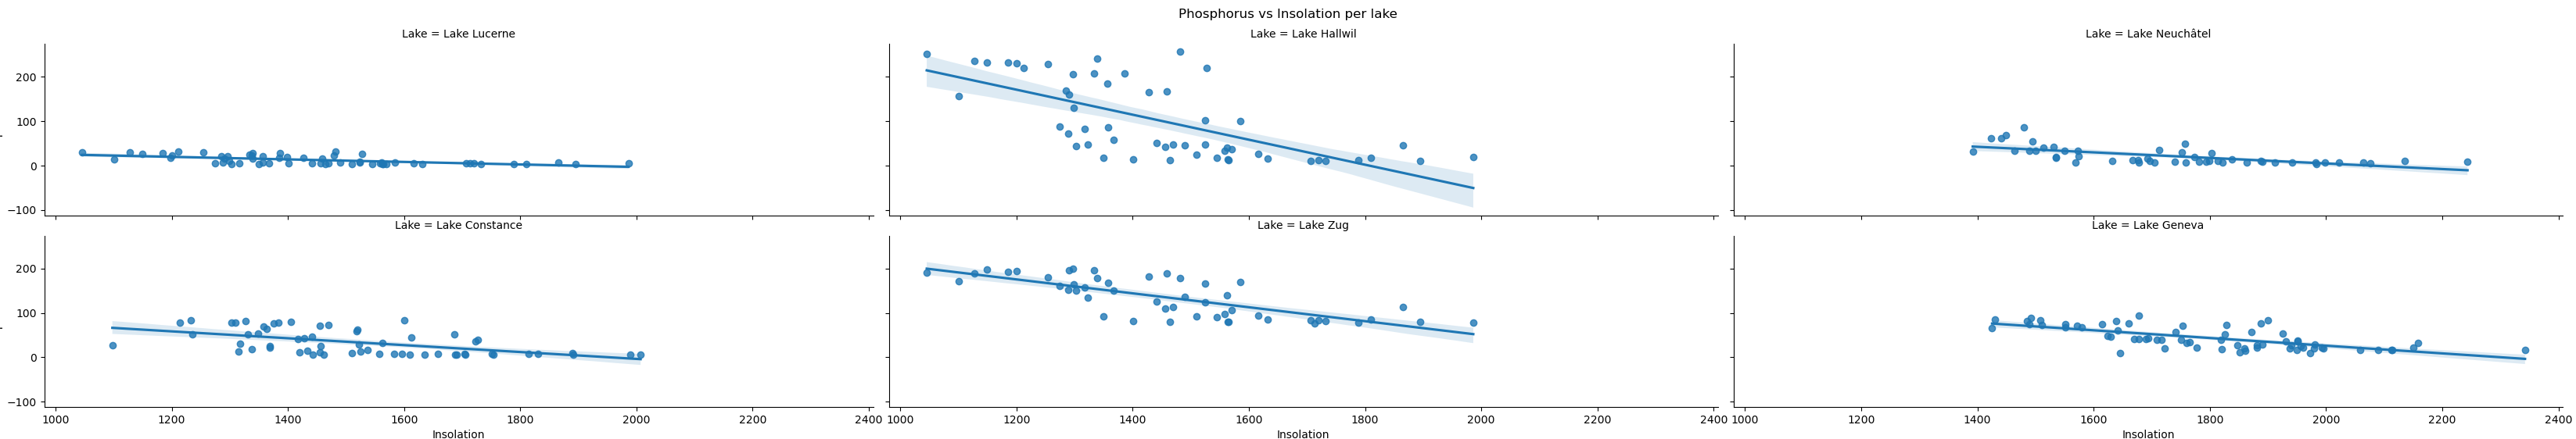 Phosphorus vs Insolation per lake
Lake = Lake Lucerne
Lake = Lake Hallwil
Lake = Lake Neuchâtel
200
100
0
−100
Lake = Lake Constance
Lake = Lake Zug
Lake = Lake Geneva
200
100
0
−100
1000 1200 1400 1600 1800 2000 2200 2400
1000 1200 1400 1600 1800 2000 2200 2400
1000 1200 1400 1600 1800 2000 2200 2400
Insolation
Insolation
Insolation